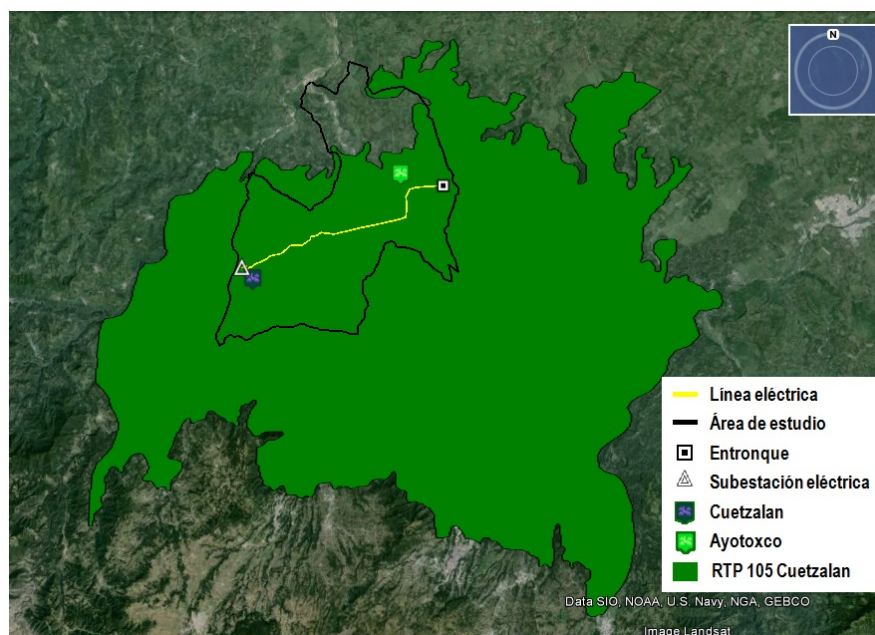 N
Línea eléctrica
Área de estudio
Entronque
Subestación eléctrica
Cuetzalan
Ayotoxco
RTP 105 Cuetzalan
Data SIO, NOAA, U.S. Navy, NGA, GEBCO
Image Landsat